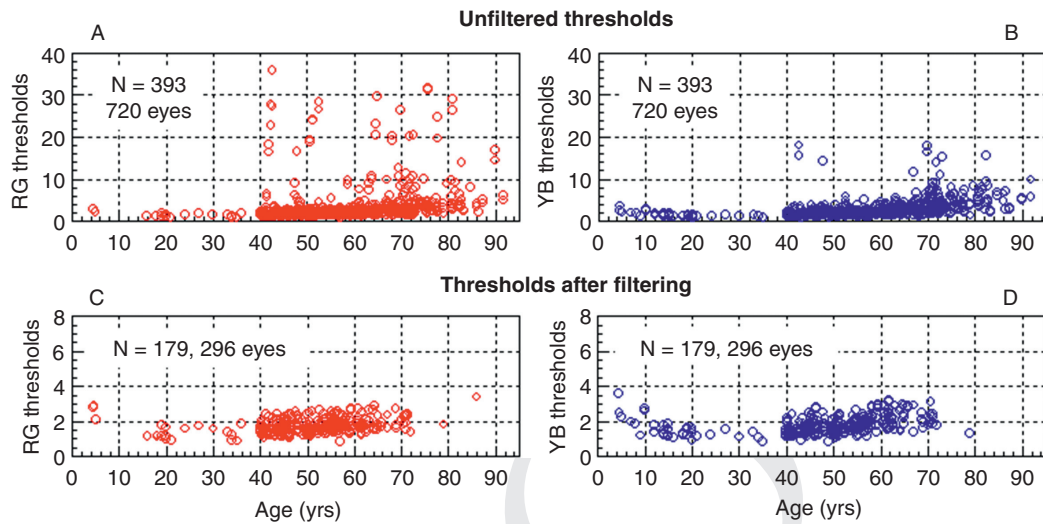 Unfiltered thresholds
A
B
RG thresholds
40
30
20
10
0
N = 393
720 eyes
0 10 20 30 40 50 60 70 80 90
YB thresholds
40
30
20
10
0
N = 393
720 eyes
0 10 20 30 40 50 60 70 80 90
Thresholds after filtering
C
D
RG thresholds
8
6
4
2
0
N = 179, 296 eyes
0 10 20 30 40 50 60 70 80 90
Age (yrs)
YB thresholds
8
6
4
2
0
N = 179, 296 eyes
0 10 20 30 40 50 60 70 80 90
Age (yrs)